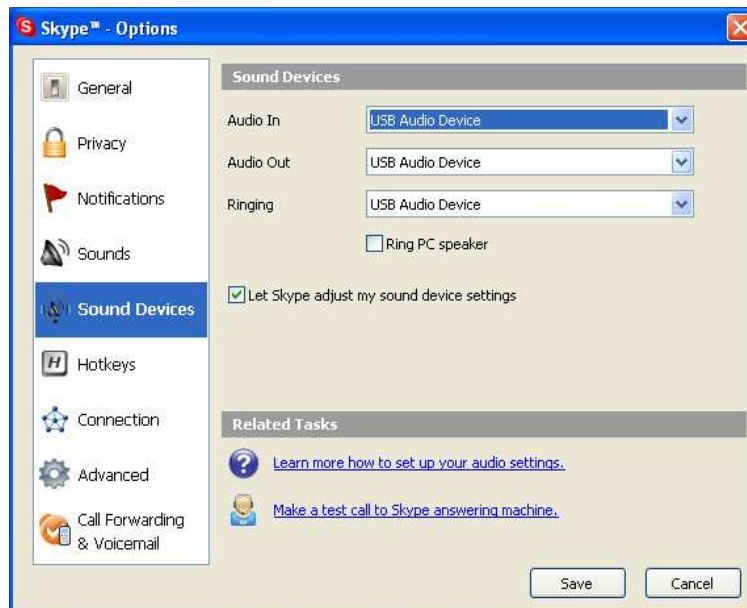 Skype™ - Options
General
Privacy
Notifications
Sounds
Sound Devices
Hotkeys
Connection
Advanced
Call Forwarding
& Voicemail
Sound Devices
Audio In
USB Audio Device
Audio Out
USB Audio Device
Ringing
USB Audio Device
Ring PC speaker
Let Skype adjust my sound device settings
Related Tasks
Learn more how to set up your audio settings.
Make a test call to Skype answering machine.
Save
Cancel